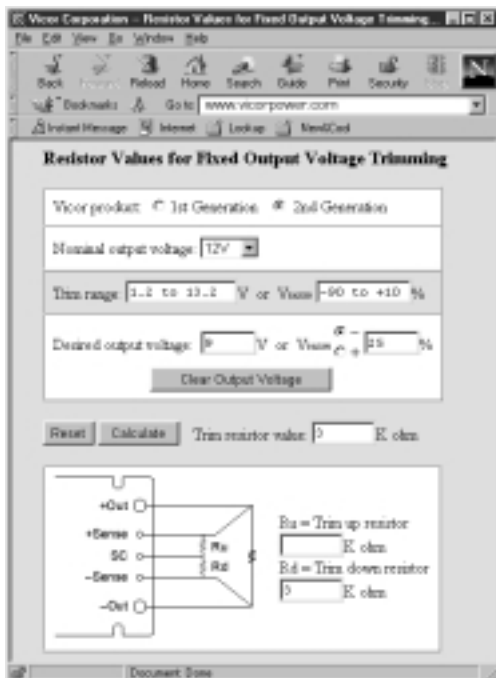 Vicor Corporation – Resistor Values for Fixed Output Voltage Trimming...
File Edit View Go Window Help
Back Reload Home Search Guide Print Security
Bookmarks Go to: www.vicorpower.com
Instant Message Internet Lookup New&Cool
Resistor Values for Fixed Output Voltage Trimming
Vicor product: 1st Generation 2nd Generation
Nominal output voltage: 12V
Trim range: 1.2 to 13.2 V or V -90 to +10 %
Desired output voltage: 9 V or V – + 25 %
Clear Output Voltage
Reset Calculate Trim resistor value: 3 K ohm
+Out
+Sense
SC
–Sense
–Out
Ru
Rd
Ru = Trim up resistor
K ohm
Rd = Trim down resistor
3 K ohm
Document: Done